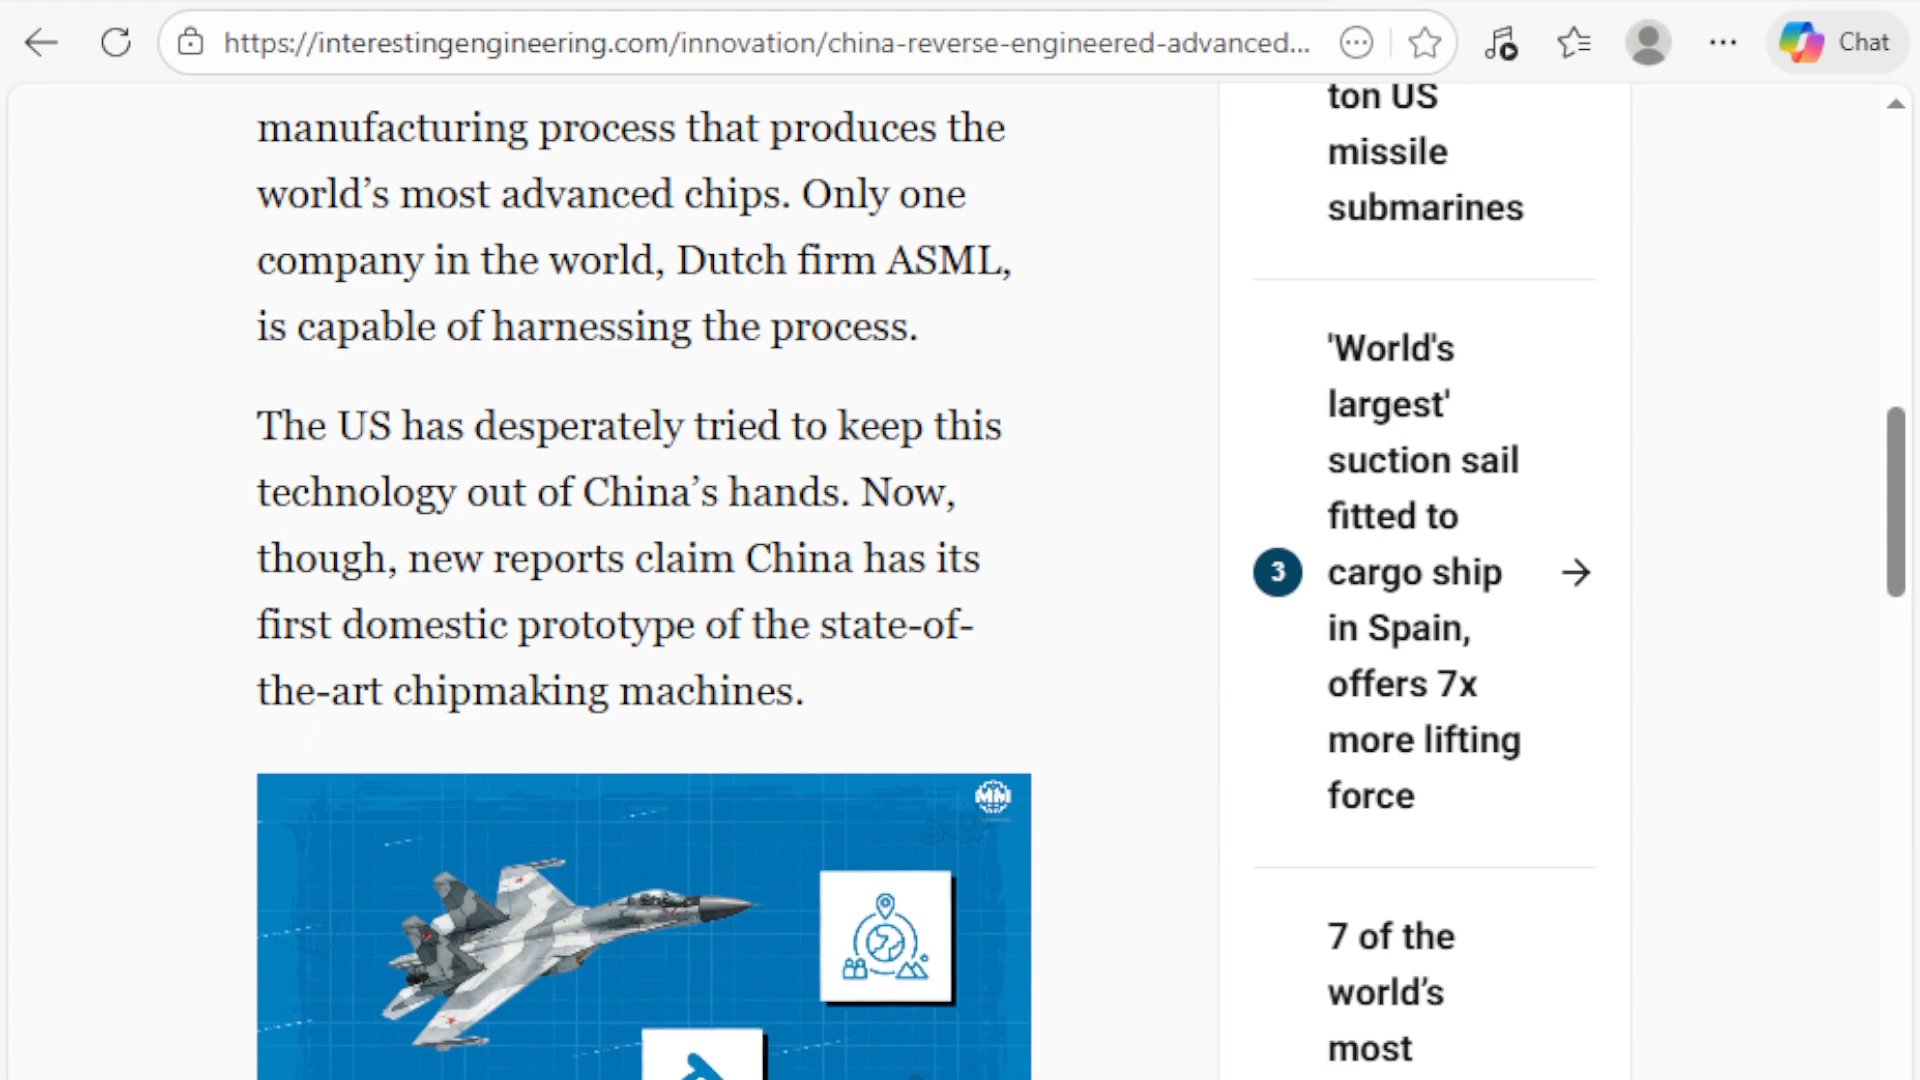 https://interestingengineering.com/innovation/china-reverse-engineered-advanced...
Chat
manufacturing process that produces the
world’s most advanced chips. Only one
company in the world, Dutch firm ASML,
is capable of harnessing the process.
The US has desperately tried to keep this
technology out of China’s hands. Now,
though, new reports claim China has its
first domestic prototype of the state-of-
the-art chipmaking machines.
MM
ton US
missile
submarines
'World's
largest'
suction sail
fitted to
3
cargo ship
in Spain,
offers 7x
more lifting
force
7 of the
world’s
most